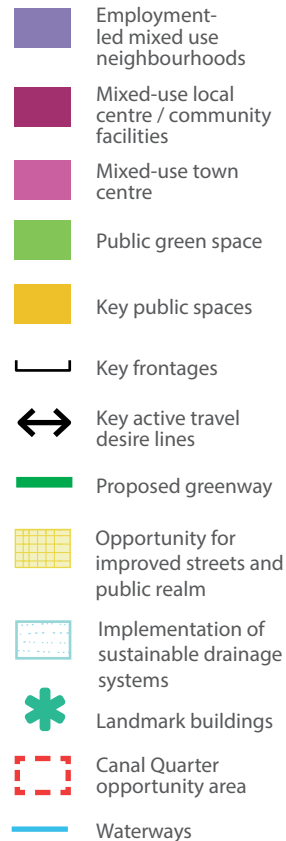 Employment-
led mixed use
neighbourhoods
Mixed-use local
centre / community
facilities
Mixed-use town
centre
Public green space
Key public spaces
Key frontages
Key active travel
desire lines
Proposed greenway
Opportunity for
improved streets and
public realm
Implementation of
sustainable drainage
systems
Landmark buildings
Canal Quarter
opportunity area
Waterways